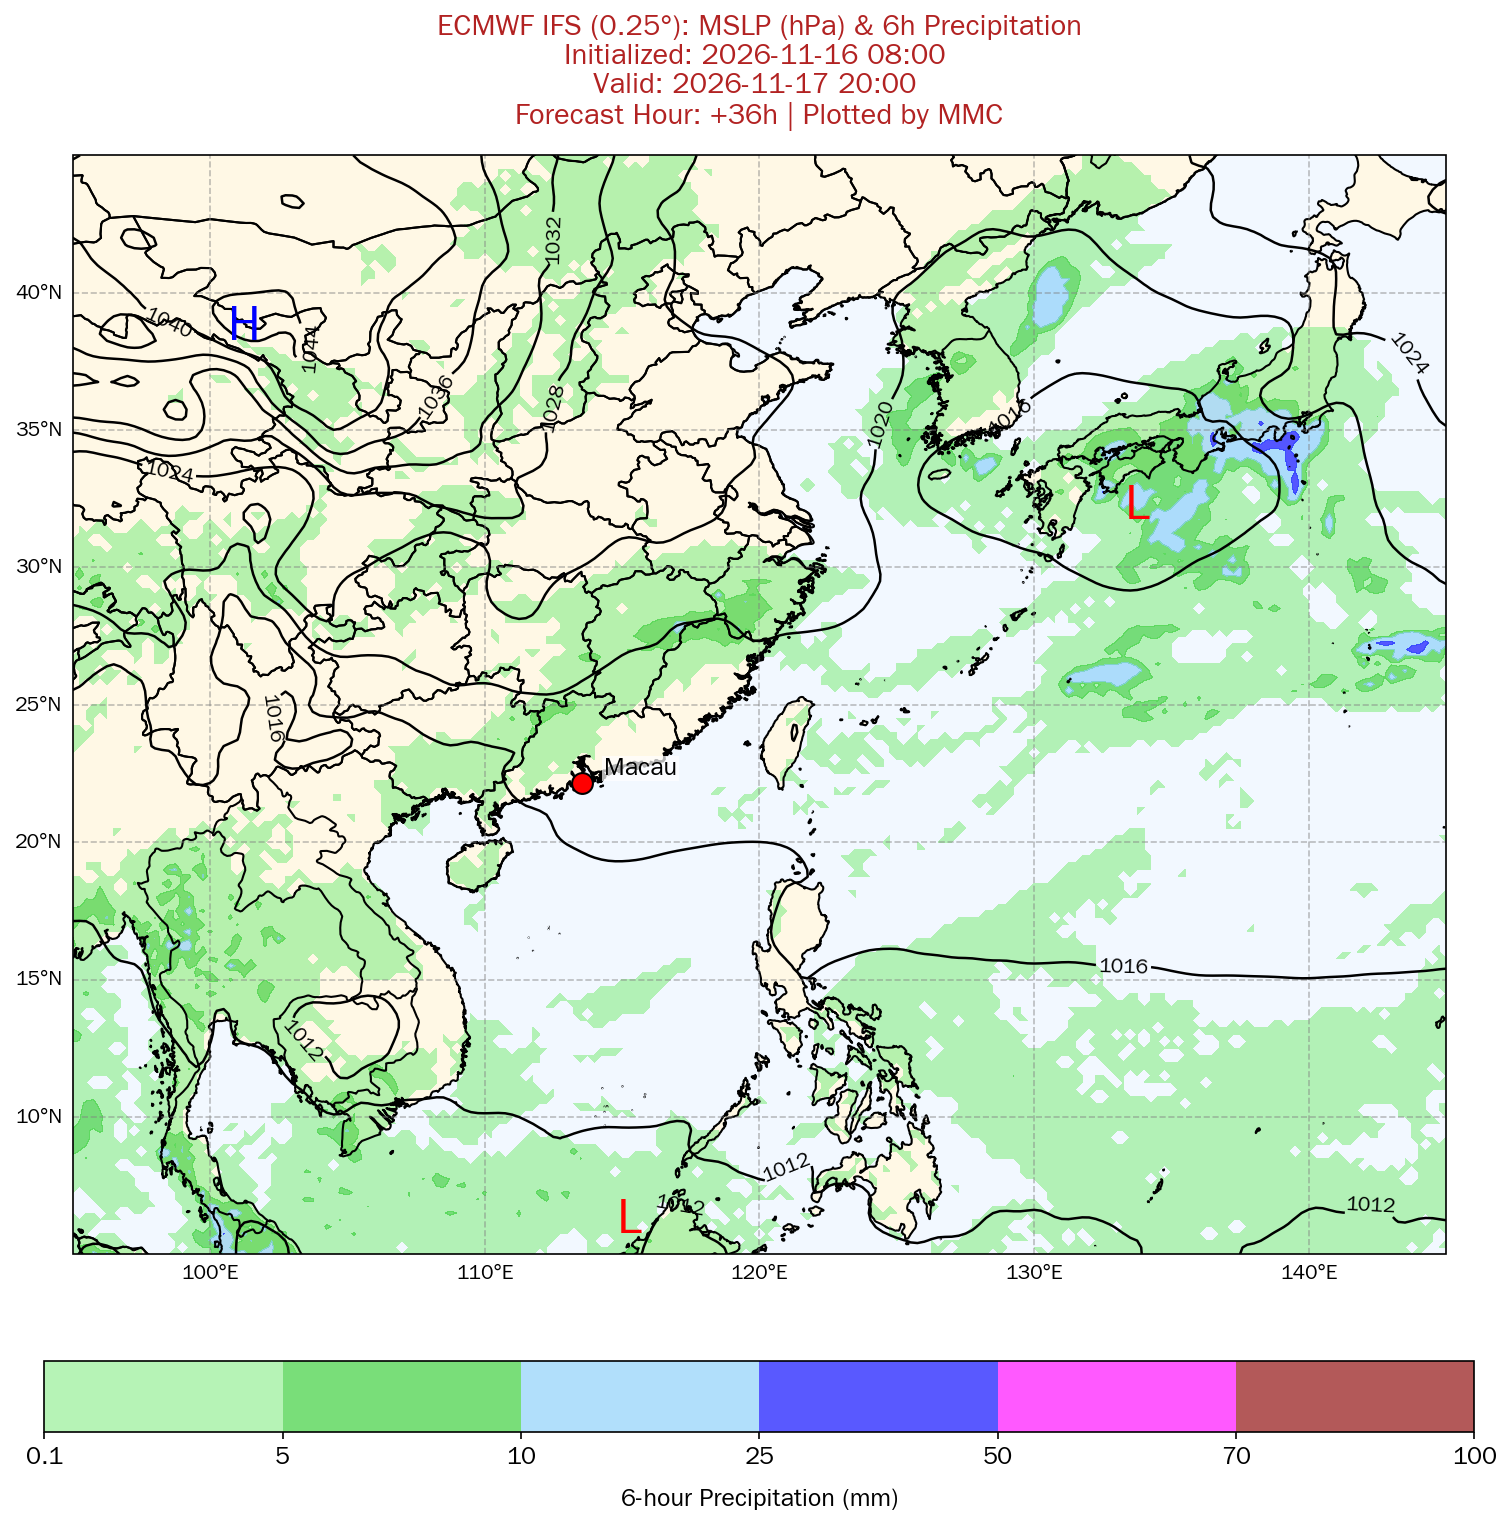 ECMWF IFS (0.25°): MSLP (hPa) & 6h Precipitation
Initialized: 2026-11-16 08:00
Valid: 2026-11-17 20:00
Forecast Hour: +36h | Plotted by MMC
1032
40°N
1040
H
1044
1024
1036
1028
1020
1016
35°N
1024
L
30°N
25°N
1016
Macau
20°N
1016
15°N
1012
10°N
1012
1012
1012
L
100°E
110°E
120°E
130°E
140°E
0.1
5
10
25
50
70
100
6-hour Precipitation (mm)